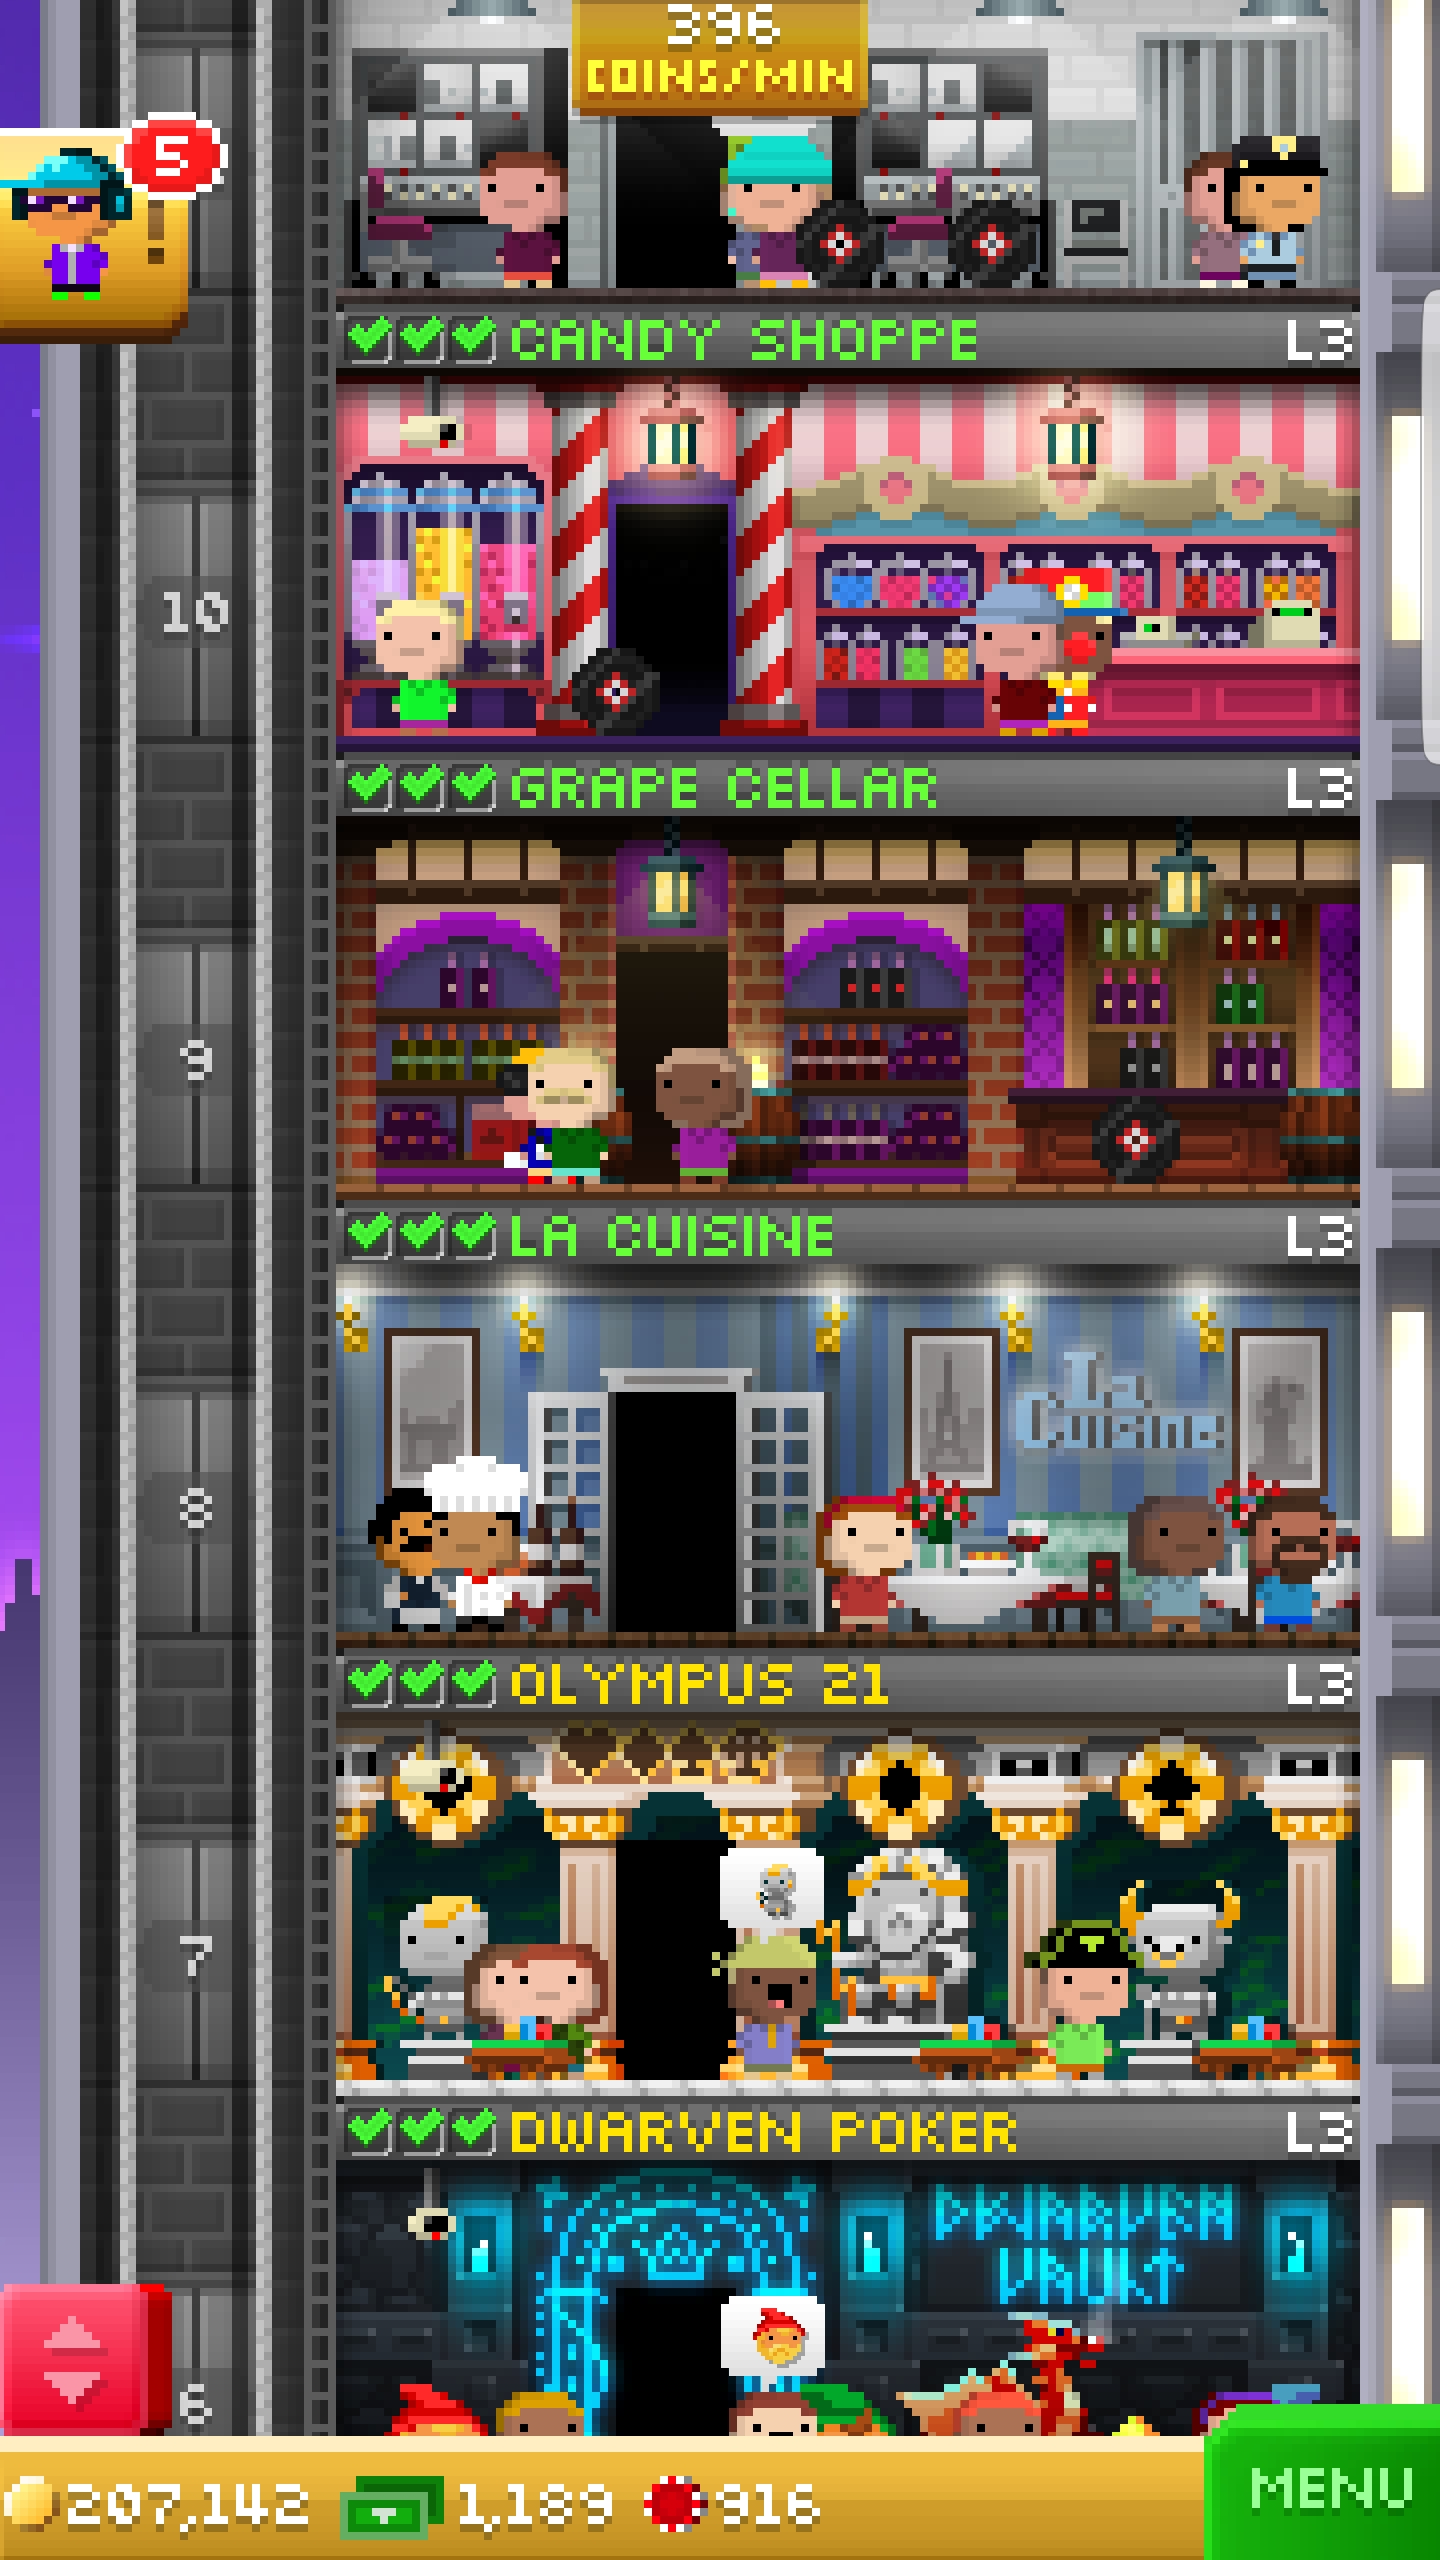 396
COINS/MIN
5
CANDY SHOPPE L3
10
GRAPE CELLAR L3
9
LA CUISINE L3
La
Cuisine
8
OLYMPUS 21 L3
7
DWARVEN POKER L3
DWARVEN
VAULT
6
207,142 1,189 916
MENU